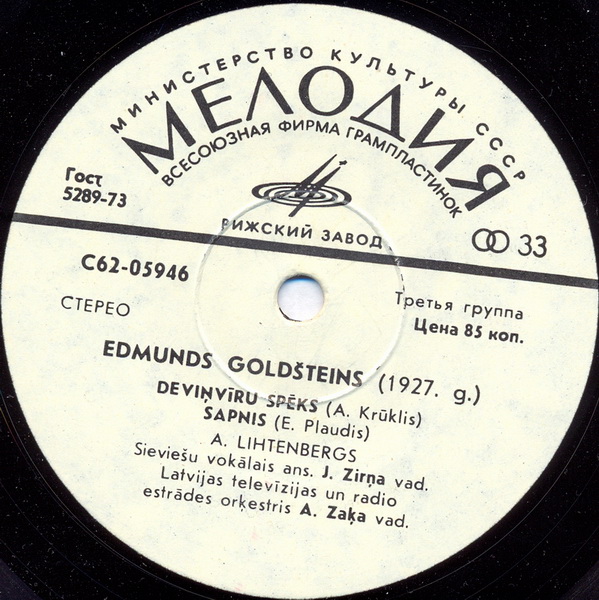 МИНИСТЕРСТВО КУЛЬТУРЫ СССР
МЕЛОДИЯ
ВСЕСОЮЗНАЯ ФИРМА ГРАМПЛАСТИНОК
Гост
5289-73
РИЖСКИЙ ЗАВОД
33
С62-05946
СТЕРЕО
Третья группа
Цена 85 коп.
EDMUNDS GOLDŠTEINS (1927. g.)
DEVIŅVĪRU SPĒKS (A. Krūklis)
SAPNIS (E. Plaudis)
A. LIHTENBERGS
Sieviešu vokālais ans. J. Zirņa vad.
Latvijas televīzijas un radio
estrādes orķestris A. Zaķa vad.